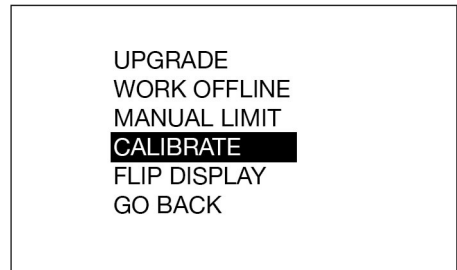 UPGRADE
WORK OFFLINE
MANUAL LIMIT
CALIBRATE
FLIP DISPLAY
GO BACK